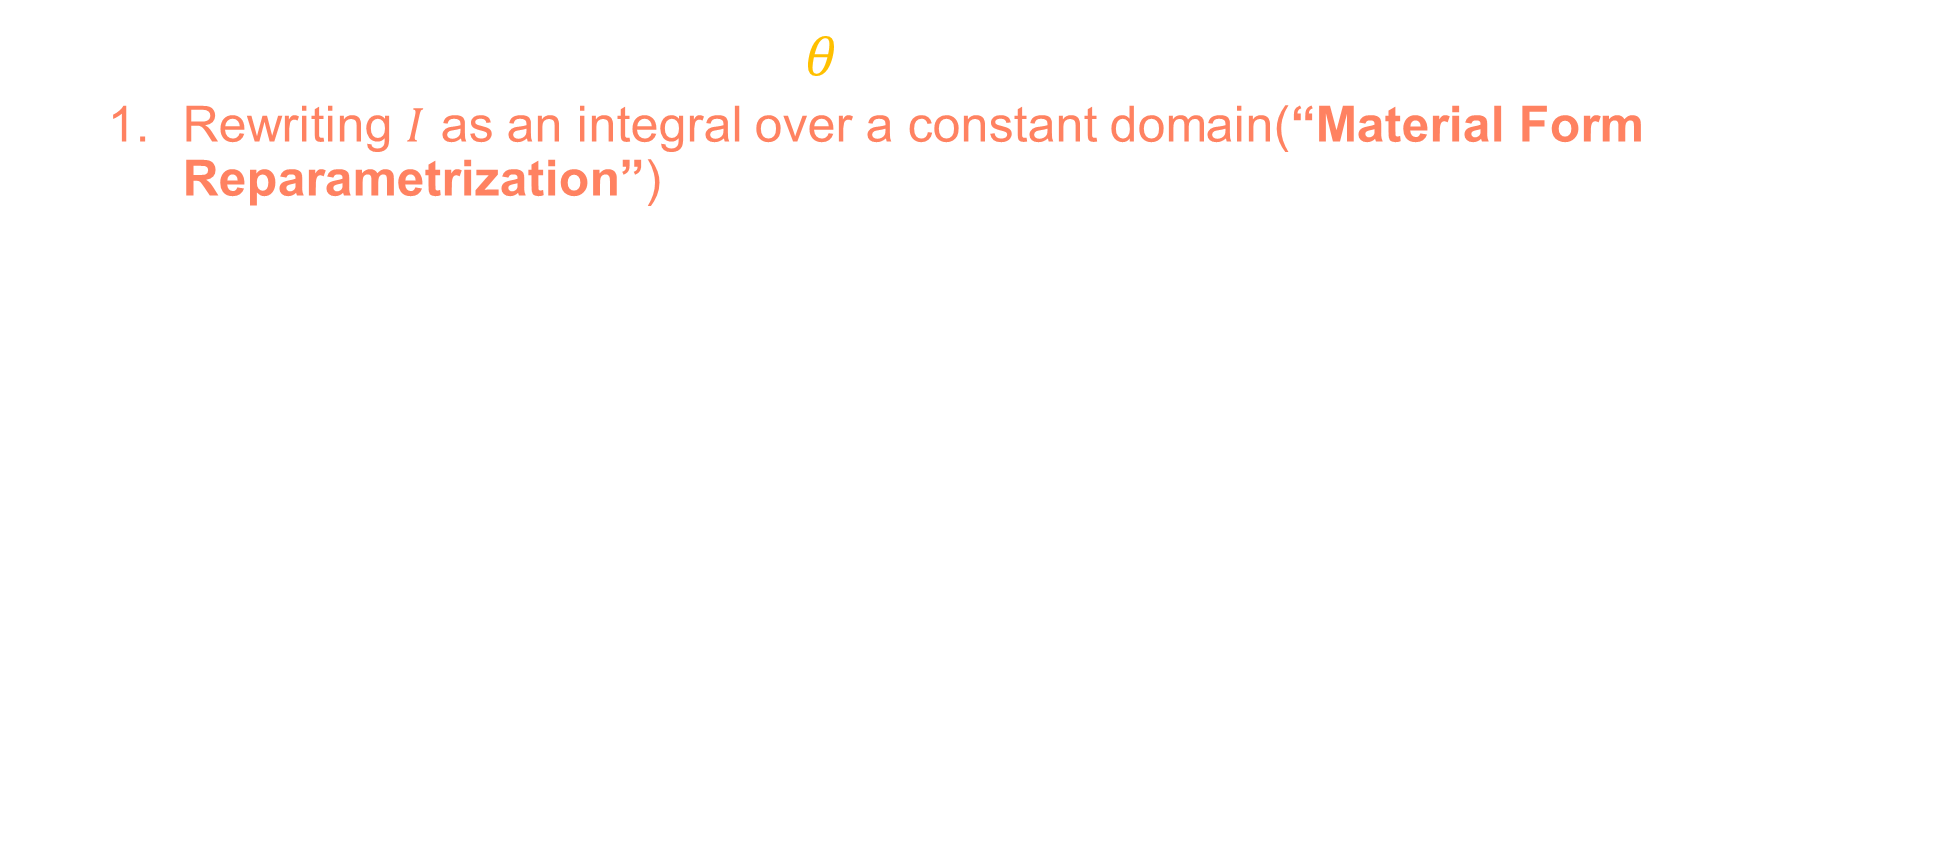 θ
1. Rewriting I as an integral over a constant domain(“Material Form
Reparametrization”)